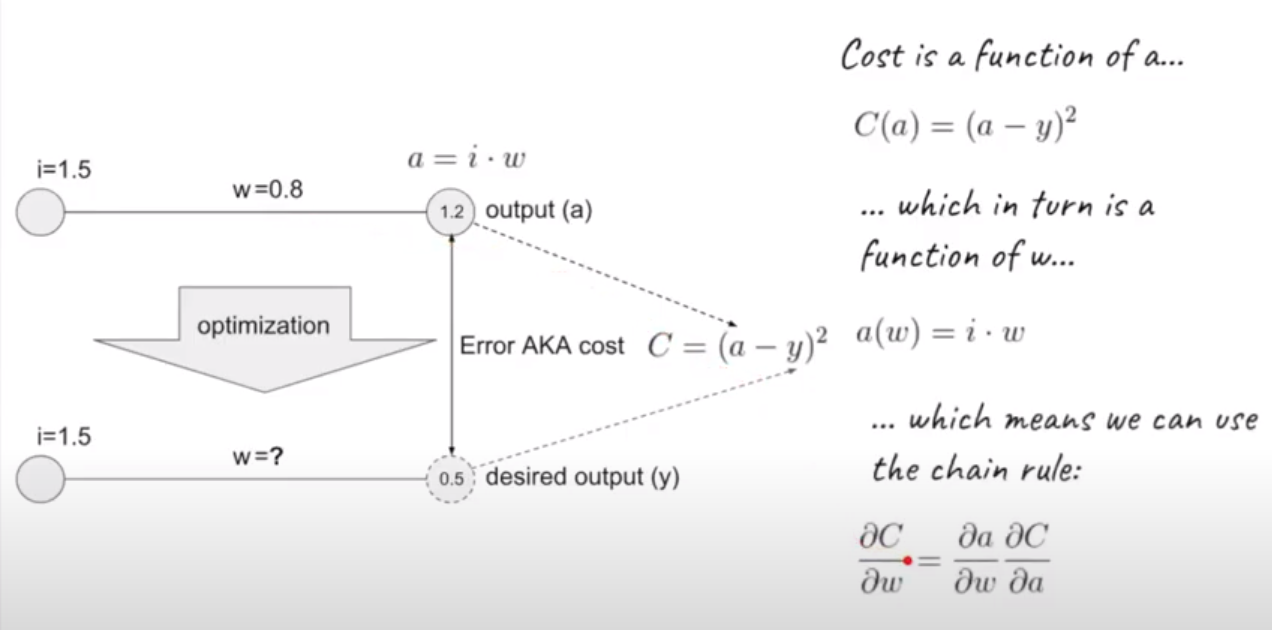 Cost is a function of a...
C(a) = (a − y)²
... which in turn is a
function of w...
a(w) = i · w
... which means we can use
the chain rule:
∂C/∂w = ∂a/∂w ∂C/∂a
i=1.5
w=0.8
a = i · w
1.2
output (a)
optimization
Error AKA cost
C = (a − y)²
i=1.5
w=?
0.5
desired output (y)